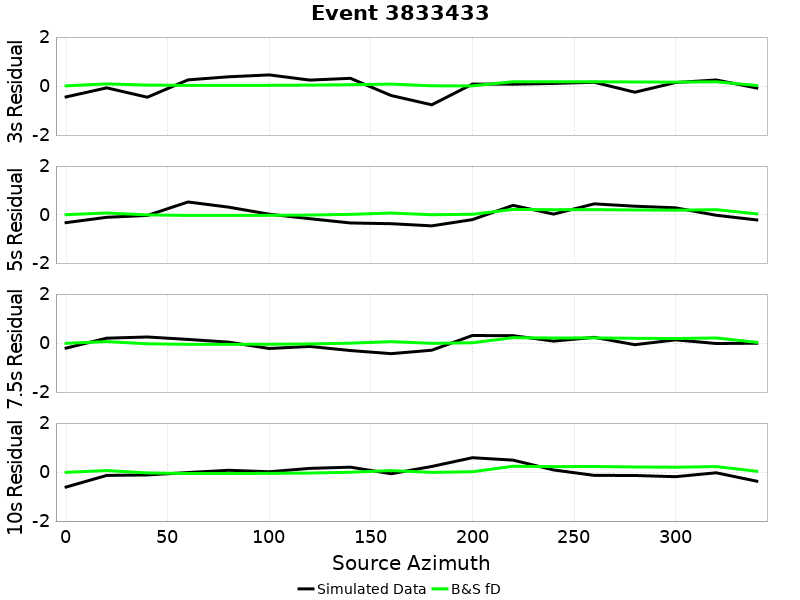 Event 3833433
3s Residual
2
0
-2
5s Residual
2
0
-2
7.5s Residual
2
0
-2
10s Residual
2
0
-2
0 50 100 150 200 250 300
Source Azimuth
Simulated Data B&S fD